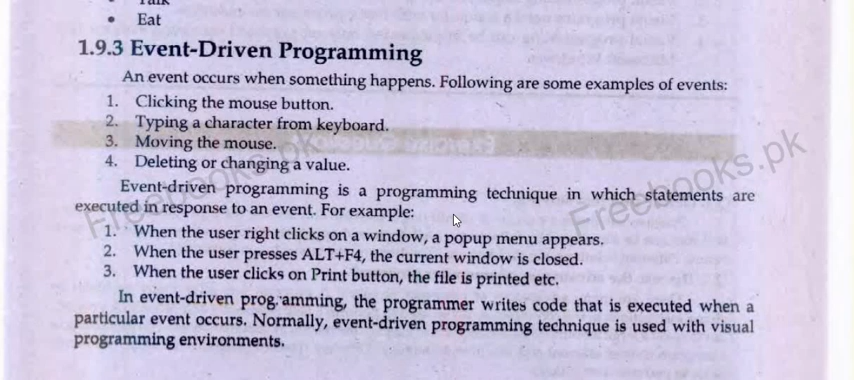 Talk
• Eat
1.9.3 Event-Driven Programming
An event occurs when something happens. Following are some examples of events:
1. Clicking the mouse button.
2. Typing a character from keyboard.
3. Moving the mouse.
4. Deleting or changing a value.
Event-driven programming is a programming technique in which statements are
executed in response to an event. For example:
1. When the user right clicks on a window, a popup menu appears.
2. When the user presses ALT+F4, the current window is closed.
3. When the user clicks on Print button, the file is printed etc.
In event-driven prog.amming, the programmer writes code that is executed when a
particular event occurs. Normally, event-driven programming technique is used with visual
programming environments.
Freebooks.pk
Freebooks.pk